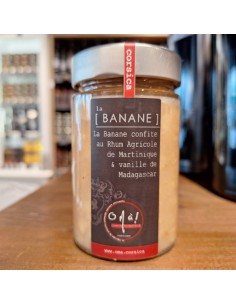 corsica
la
[ BANANE ]
La Banane confite
au Rhum Agricole
de Martinique
& vanille de
Madagascar